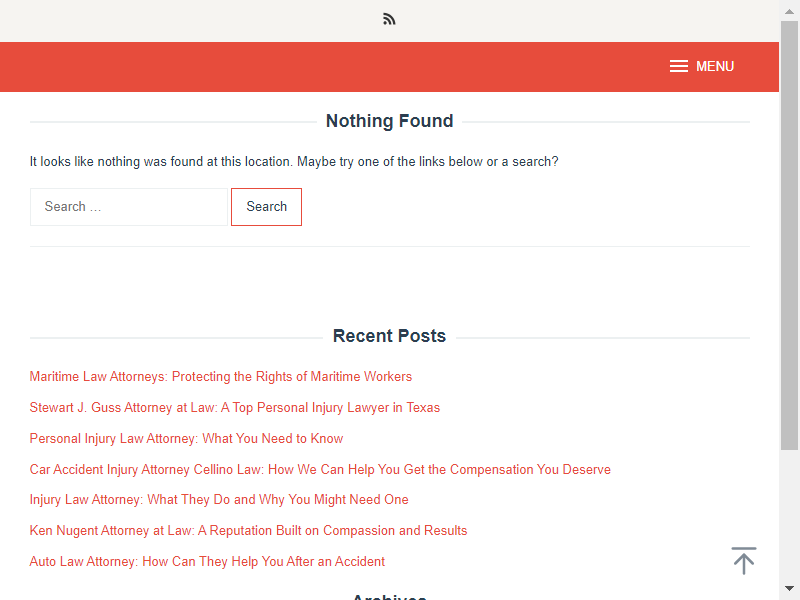 MENU
Nothing Found
It looks like nothing was found at this location. Maybe try one of the links below or a search?
Search …
Search
Recent Posts
Maritime Law Attorneys: Protecting the Rights of Maritime Workers
Stewart J. Guss Attorney at Law: A Top Personal Injury Lawyer in Texas
Personal Injury Law Attorney: What You Need to Know
Car Accident Injury Attorney Cellino Law: How We Can Help You Get the Compensation You Deserve
Injury Law Attorney: What They Do and Why You Might Need One
Ken Nugent Attorney at Law: A Reputation Built on Compassion and Results
Auto Law Attorney: How Can They Help You After an Accident
Archives